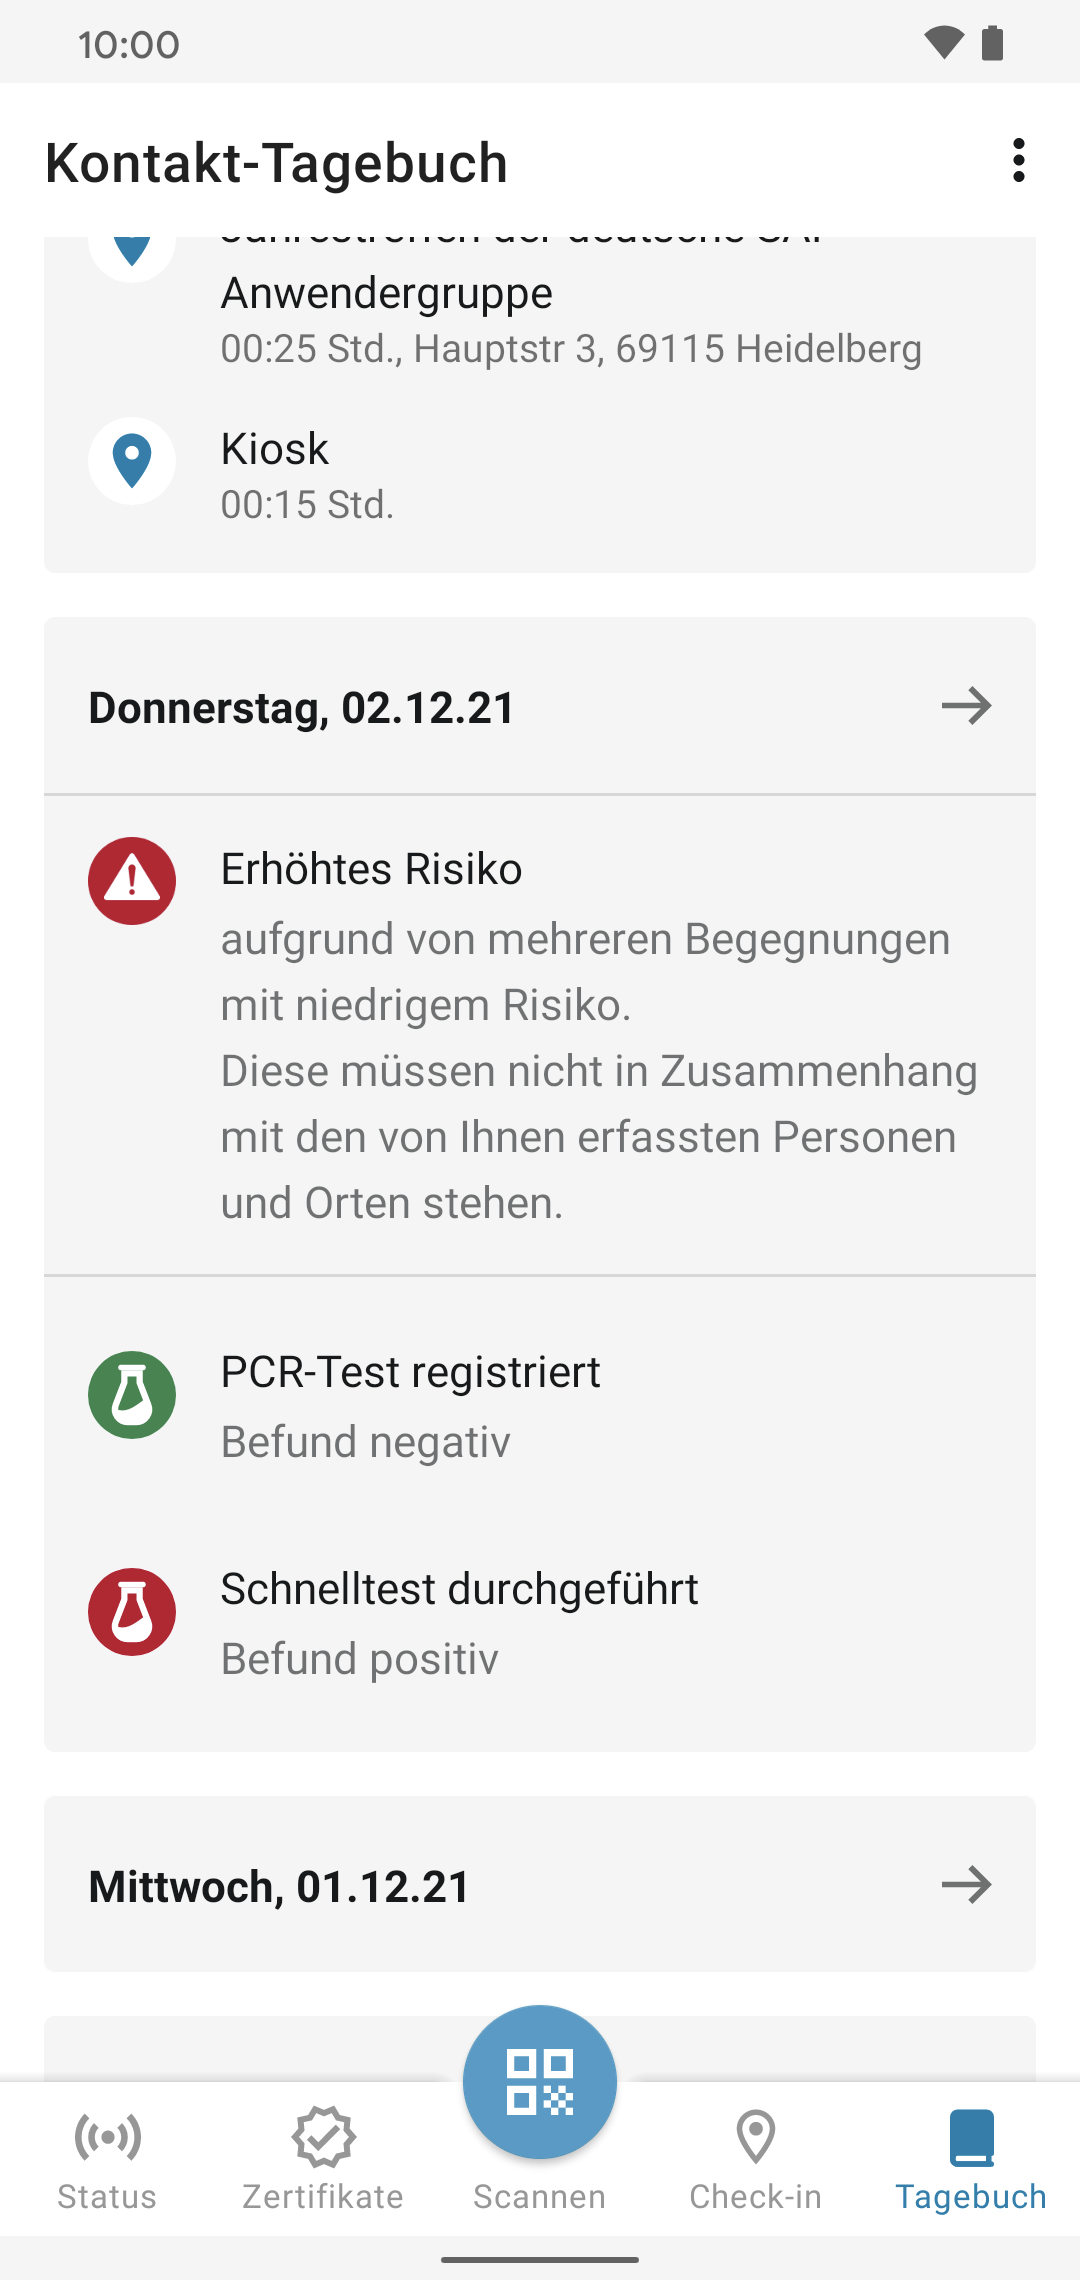 10:00
Kontakt-Tagebuch
Anwendergruppe
00:25 Std., Hauptstr 3, 69115 Heidelberg
Kiosk
00:15 Std.
Donnerstag, 02.12.21
Erhöhtes Risiko
aufgrund von mehreren Begegnungen
mit niedrigem Risiko.
Diese müssen nicht in Zusammenhang
mit den von Ihnen erfassten Personen
und Orten stehen.
PCR-Test registriert
Befund negativ
Schnelltest durchgeführt
Befund positiv
Mittwoch, 01.12.21
Status
Zertifikate
Scannen
Check-in
Tagebuch